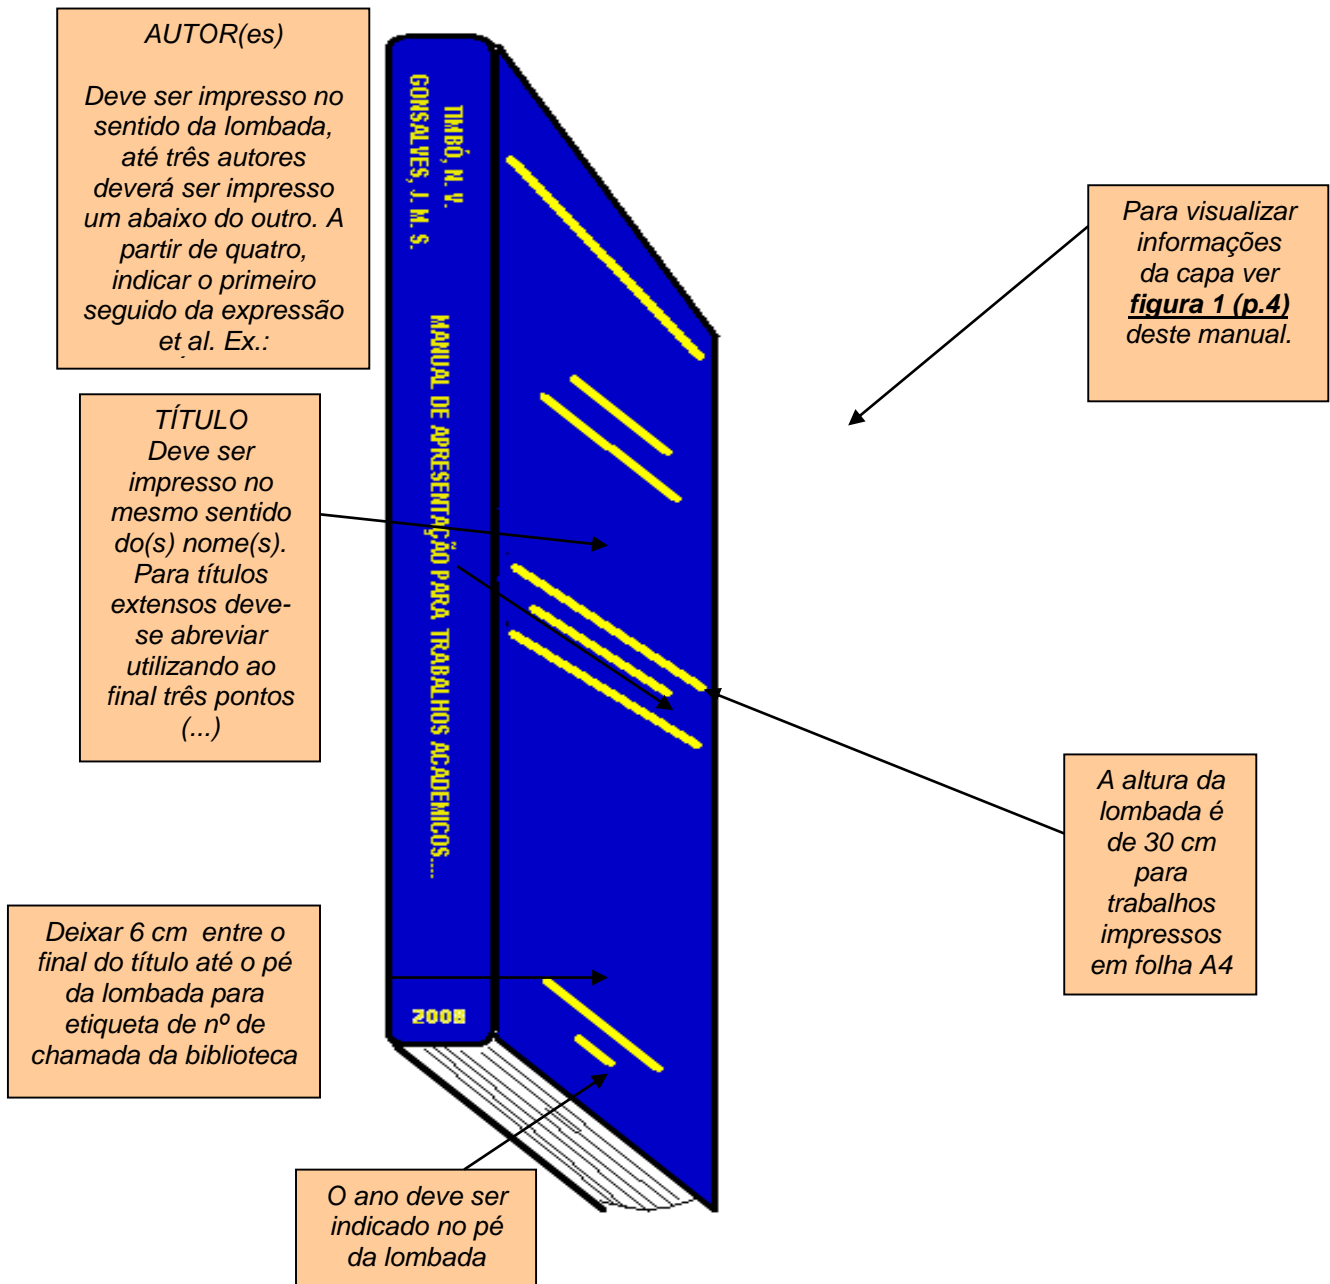 AUTOR(es)
Deve ser impresso no
sentido da lombada,
até três autores
deverá ser impresso
um abaixo do outro. A
partir de quatro,
indicar o primeiro
seguido da expressão
et al. Ex.:
TIMBÓ, N. V.
GONSALVES, J. M. S.
MANUAL DE APRESENTAÇÃO PARA TRABALHOS ACADEMICOS....
2008
Para visualizar
informações
da capa ver
figura 1 (p.4)
deste manual.
TÍTULO
Deve ser
impresso no
mesmo sentido
do(s) nome(s).
Para títulos
extensos deve-
se abreviar
utilizando ao
final três pontos
(...)
A altura da
lombada é
de 30 cm
para
trabalhos
impressos
em folha A4
Deixar 6 cm entre o
final do título até o pé
da lombada para
etiqueta de nº de
chamada da biblioteca
O ano deve ser
indicado no pé
da lombada